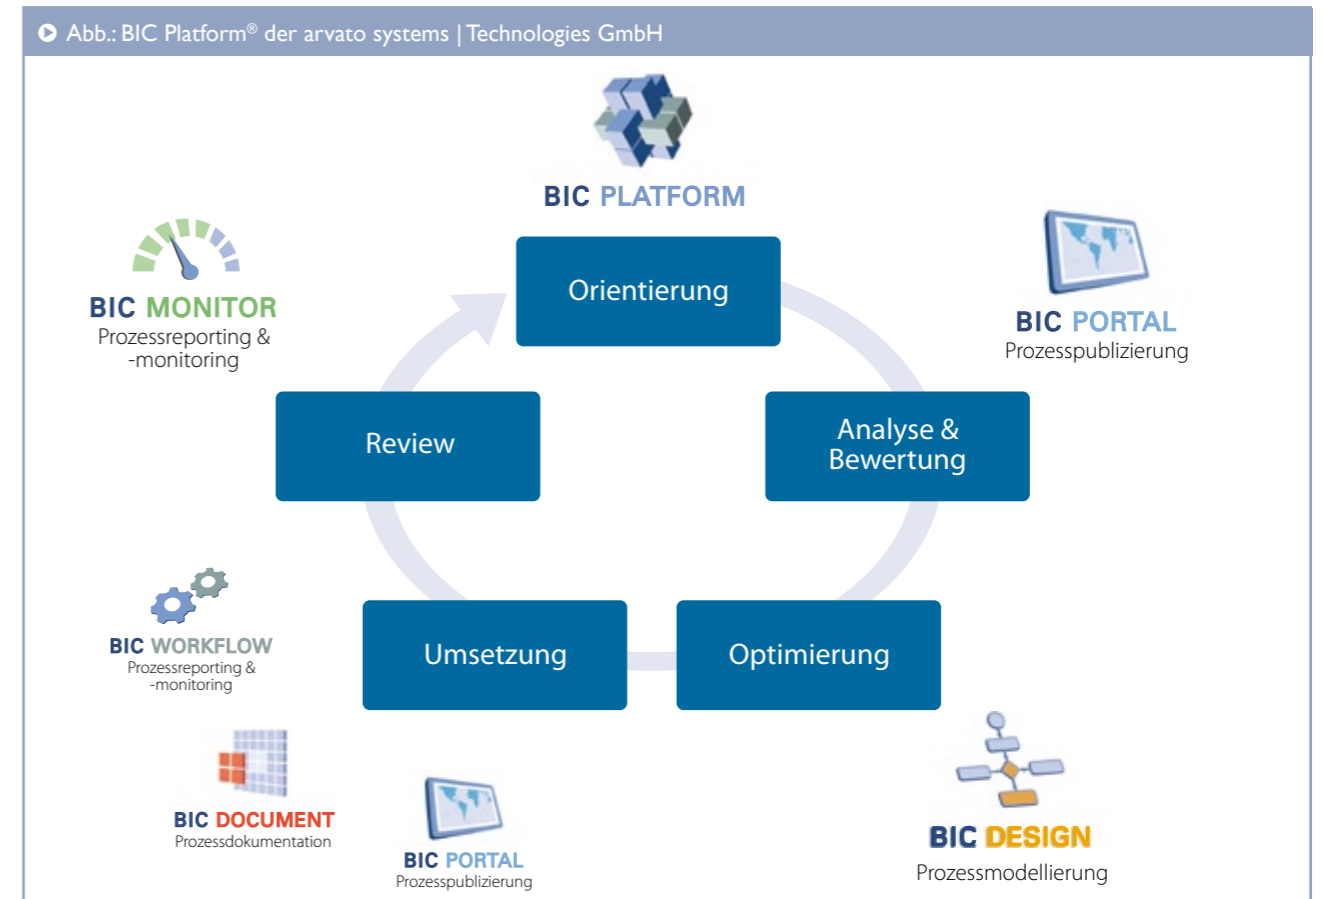 Abb.: BIC Platform® der arvato systems | Technologies GmbH
BIC PLATFORM
Orientierung
BIC MONITOR
Prozessreporting &
-monitoring
BIC PORTAL
Prozesspublizierung
Review
Analyse &
Bewertung
BIC WORKFLOW
Prozessreporting &
-monitoring
Umsetzung
Optimierung
BIC DOCUMENT
Prozessdokumentation
BIC PORTAL
Prozesspublizierung
BIC DESIGN
Prozessmodellierung